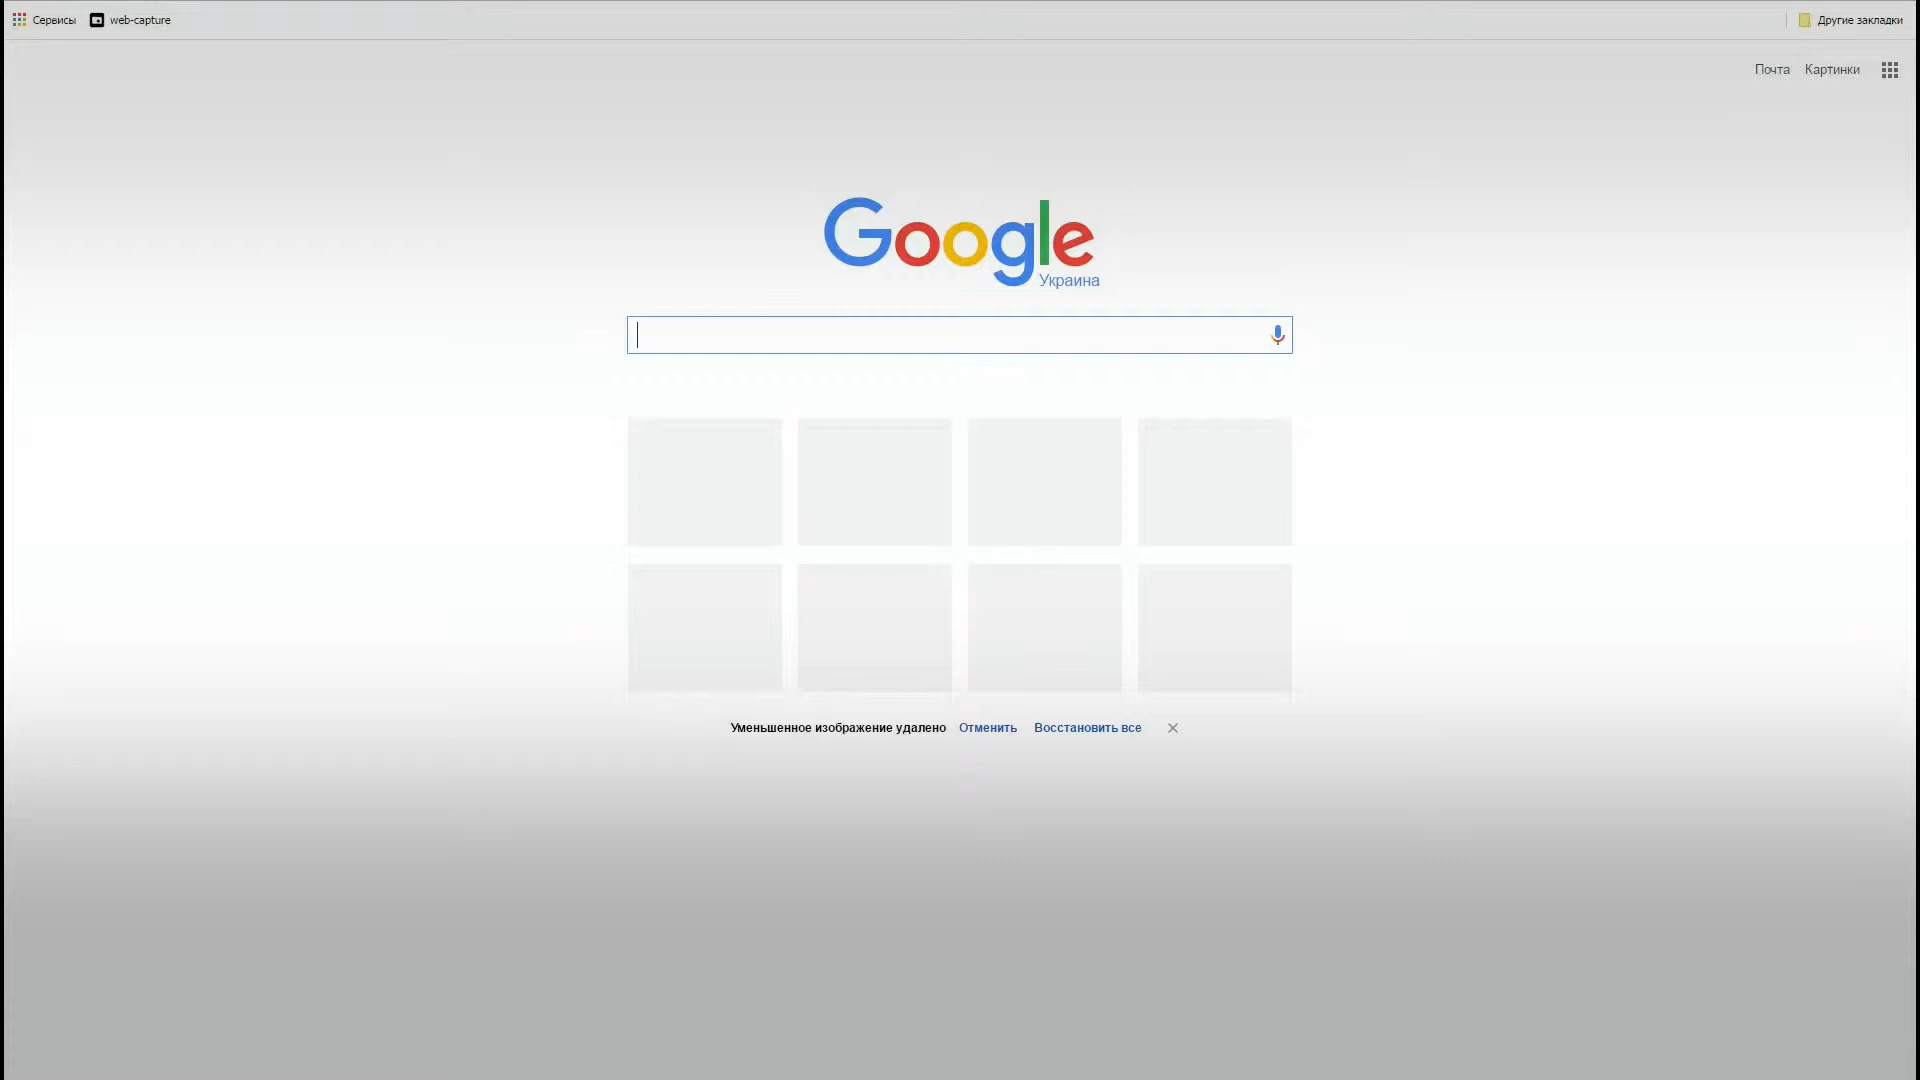 Сервисы web-capture Другие закладки
Почта Картинки
Google
Украина
Уменьшенное изображение удалено Отменить Восстановить все